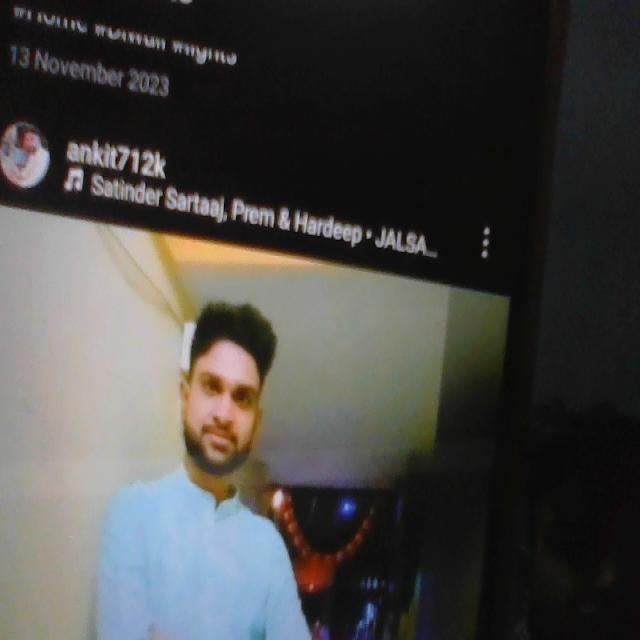 13 November 2023
ankit712k
Satinder Sartaaj, Prem & Hardeep • JALSA...